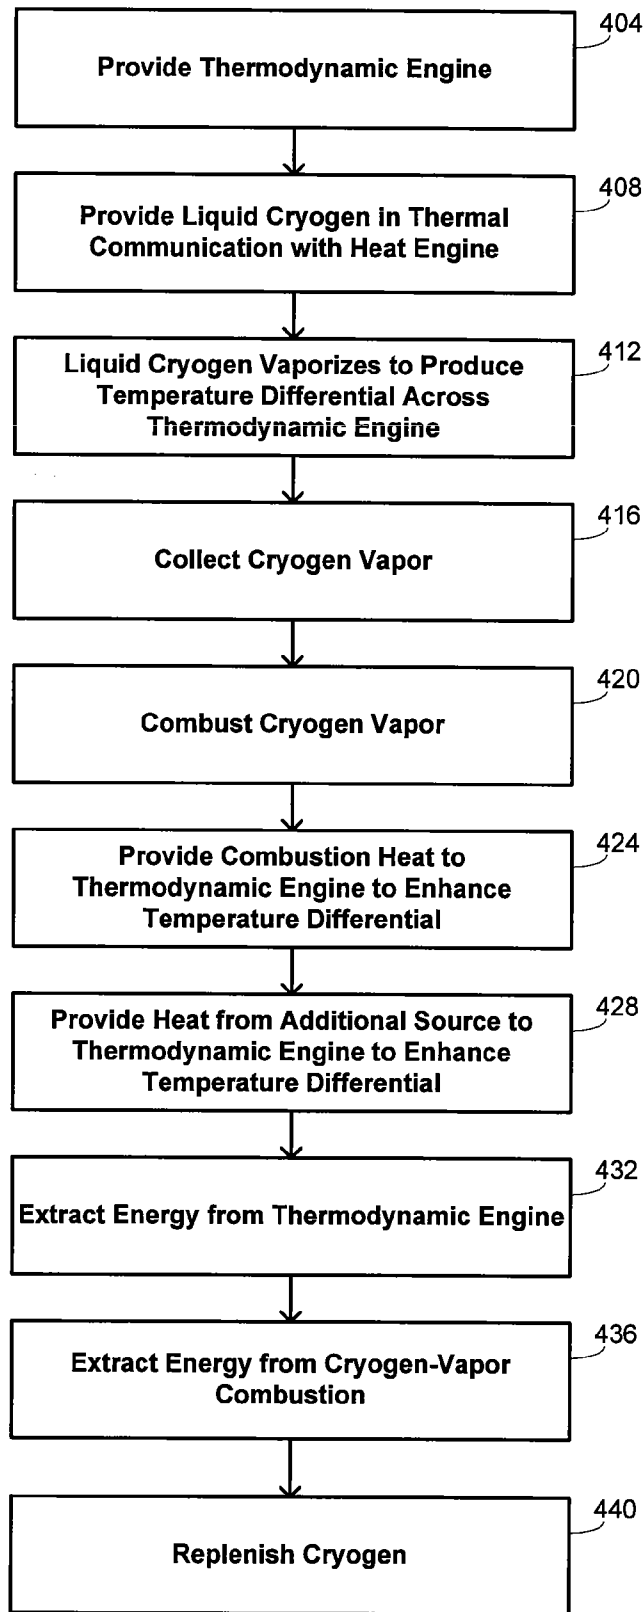 404
Provide Thermodynamic Engine
408
Provide Liquid Cryogen in Thermal
Communication with Heat Engine
412
Liquid Cryogen Vaporizes to Produce
Temperature Differential Across
Thermodynamic Engine
416
Collect Cryogen Vapor
420
Combust Cryogen Vapor
424
Provide Combustion Heat to
Thermodynamic Engine to Enhance
Temperature Differential
428
Provide Heat from Additional Source to
Thermodynamic Engine to Enhance
Temperature Differential
432
Extract Energy from Thermodynamic Engine
436
Extract Energy from Cryogen-Vapor
Combustion
440
Replenish Cryogen